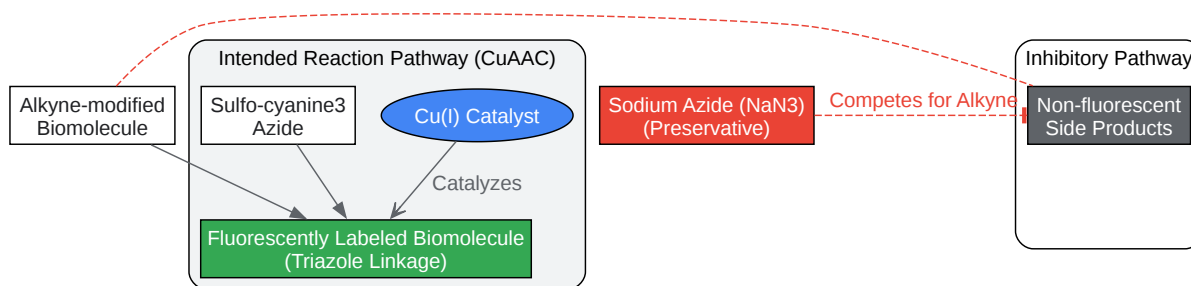 Intended Reaction Pathway (CuAAC)
Inhibitory Pathway
Alkyne-modified
Biomolecule
Sulfo-cyanine3
Azide
Cu(I) Catalyst
Sodium Azide (NaN3)
(Preservative)
Competes for Alkyne
Non-fluorescent
Side Products
Catalyzes
Fluorescently Labeled Biomolecule
(Triazole Linkage)